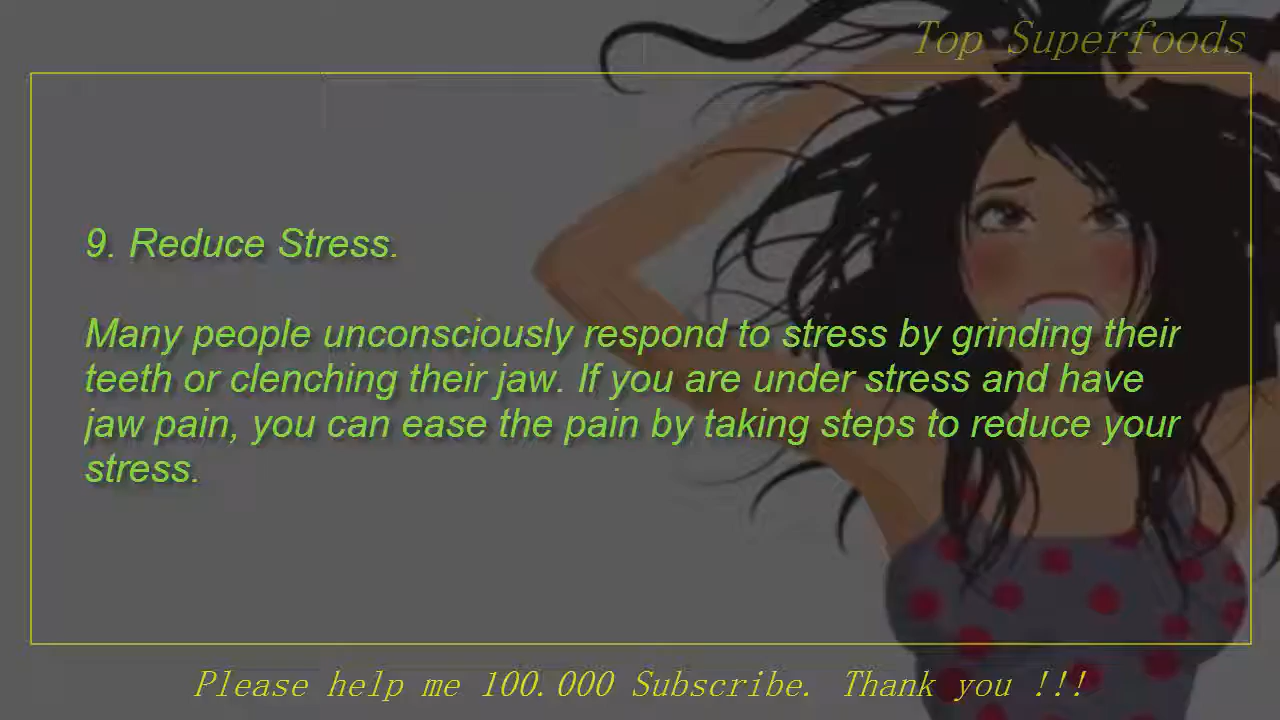 Top Superfoods
9. Reduce Stress.
Many people unconsciously respond to stress by grinding their
teeth or clenching their jaw. If you are under stress and have
jaw pain, you can ease the pain by taking steps to reduce your
stress.
Please help me 100.000 Subscribe. Thank you !!!